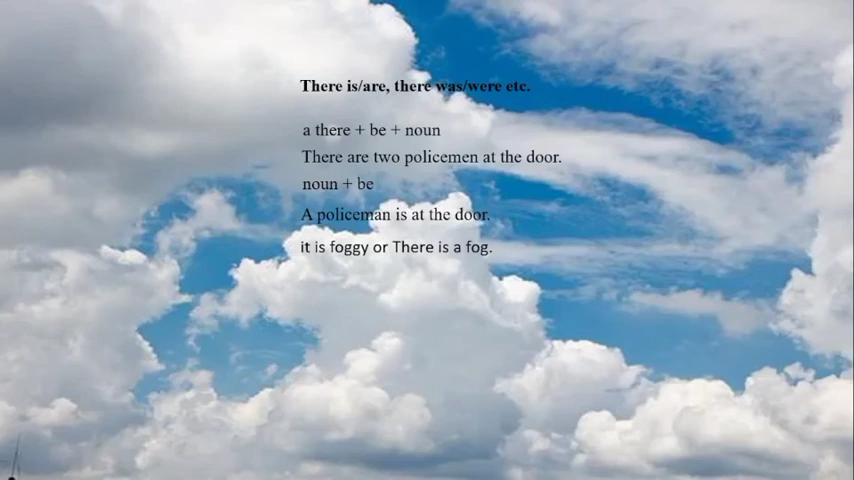 There is/are, there was/were etc.
a there + be + noun
There are two policemen at the door.
noun + be
A policeman is at the door.
it is foggy or There is a fog.